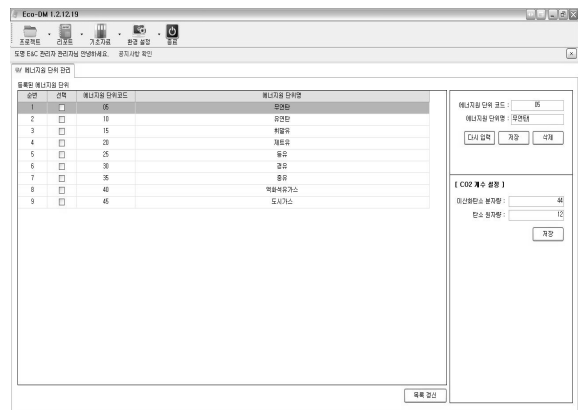 Eco-DM 1.2.12.19
프로젝트
리포트
기초자료
환경 설정
종료
도명 E&C 관리자 관리자님 안녕하세요. 공지사항 확인
에너지원 단위 관리
등록된 에너지원 단위
순번 선택 에너지원 단위코드 에너지원 단위명
1 05 무연탄
2 10 유연탄
3 15 휘발유
4 20 제트유
5 25 등유
6 30 경유
7 35 중유
8 40 액화석유가스
9 45 도시가스
목록 갱신
에너지원 단위 코드 : 05
에너지원 단위명 : 무연탄
다시 입력 저장 삭제
[ CO2 계수 설정 ]
이산화탄소 분자량 : 44
탄소 원자량 : 12
저장